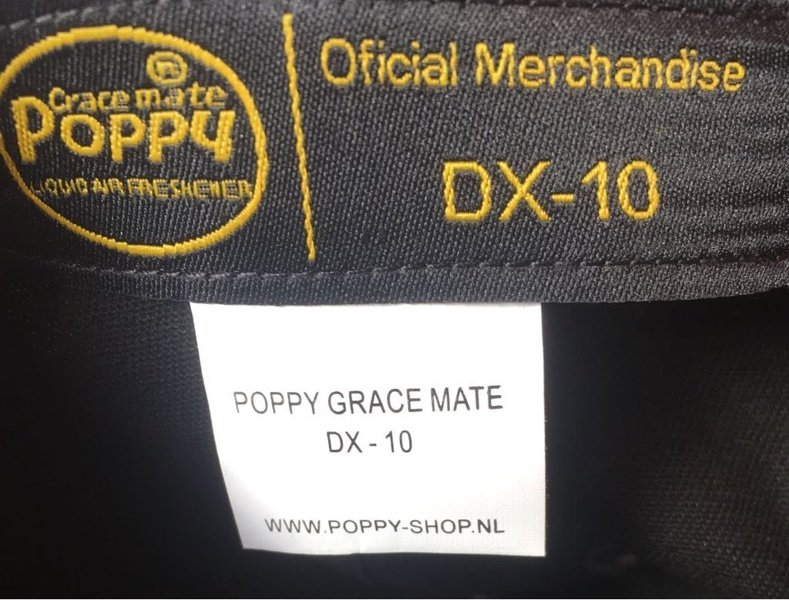 ®
Grace mate
Poppy
LIQUID AIR FRESHENER
Oficial Merchandise
DX-10
POPPY GRACE MATE
DX - 10
WWW.POPPY-SHOP.NL